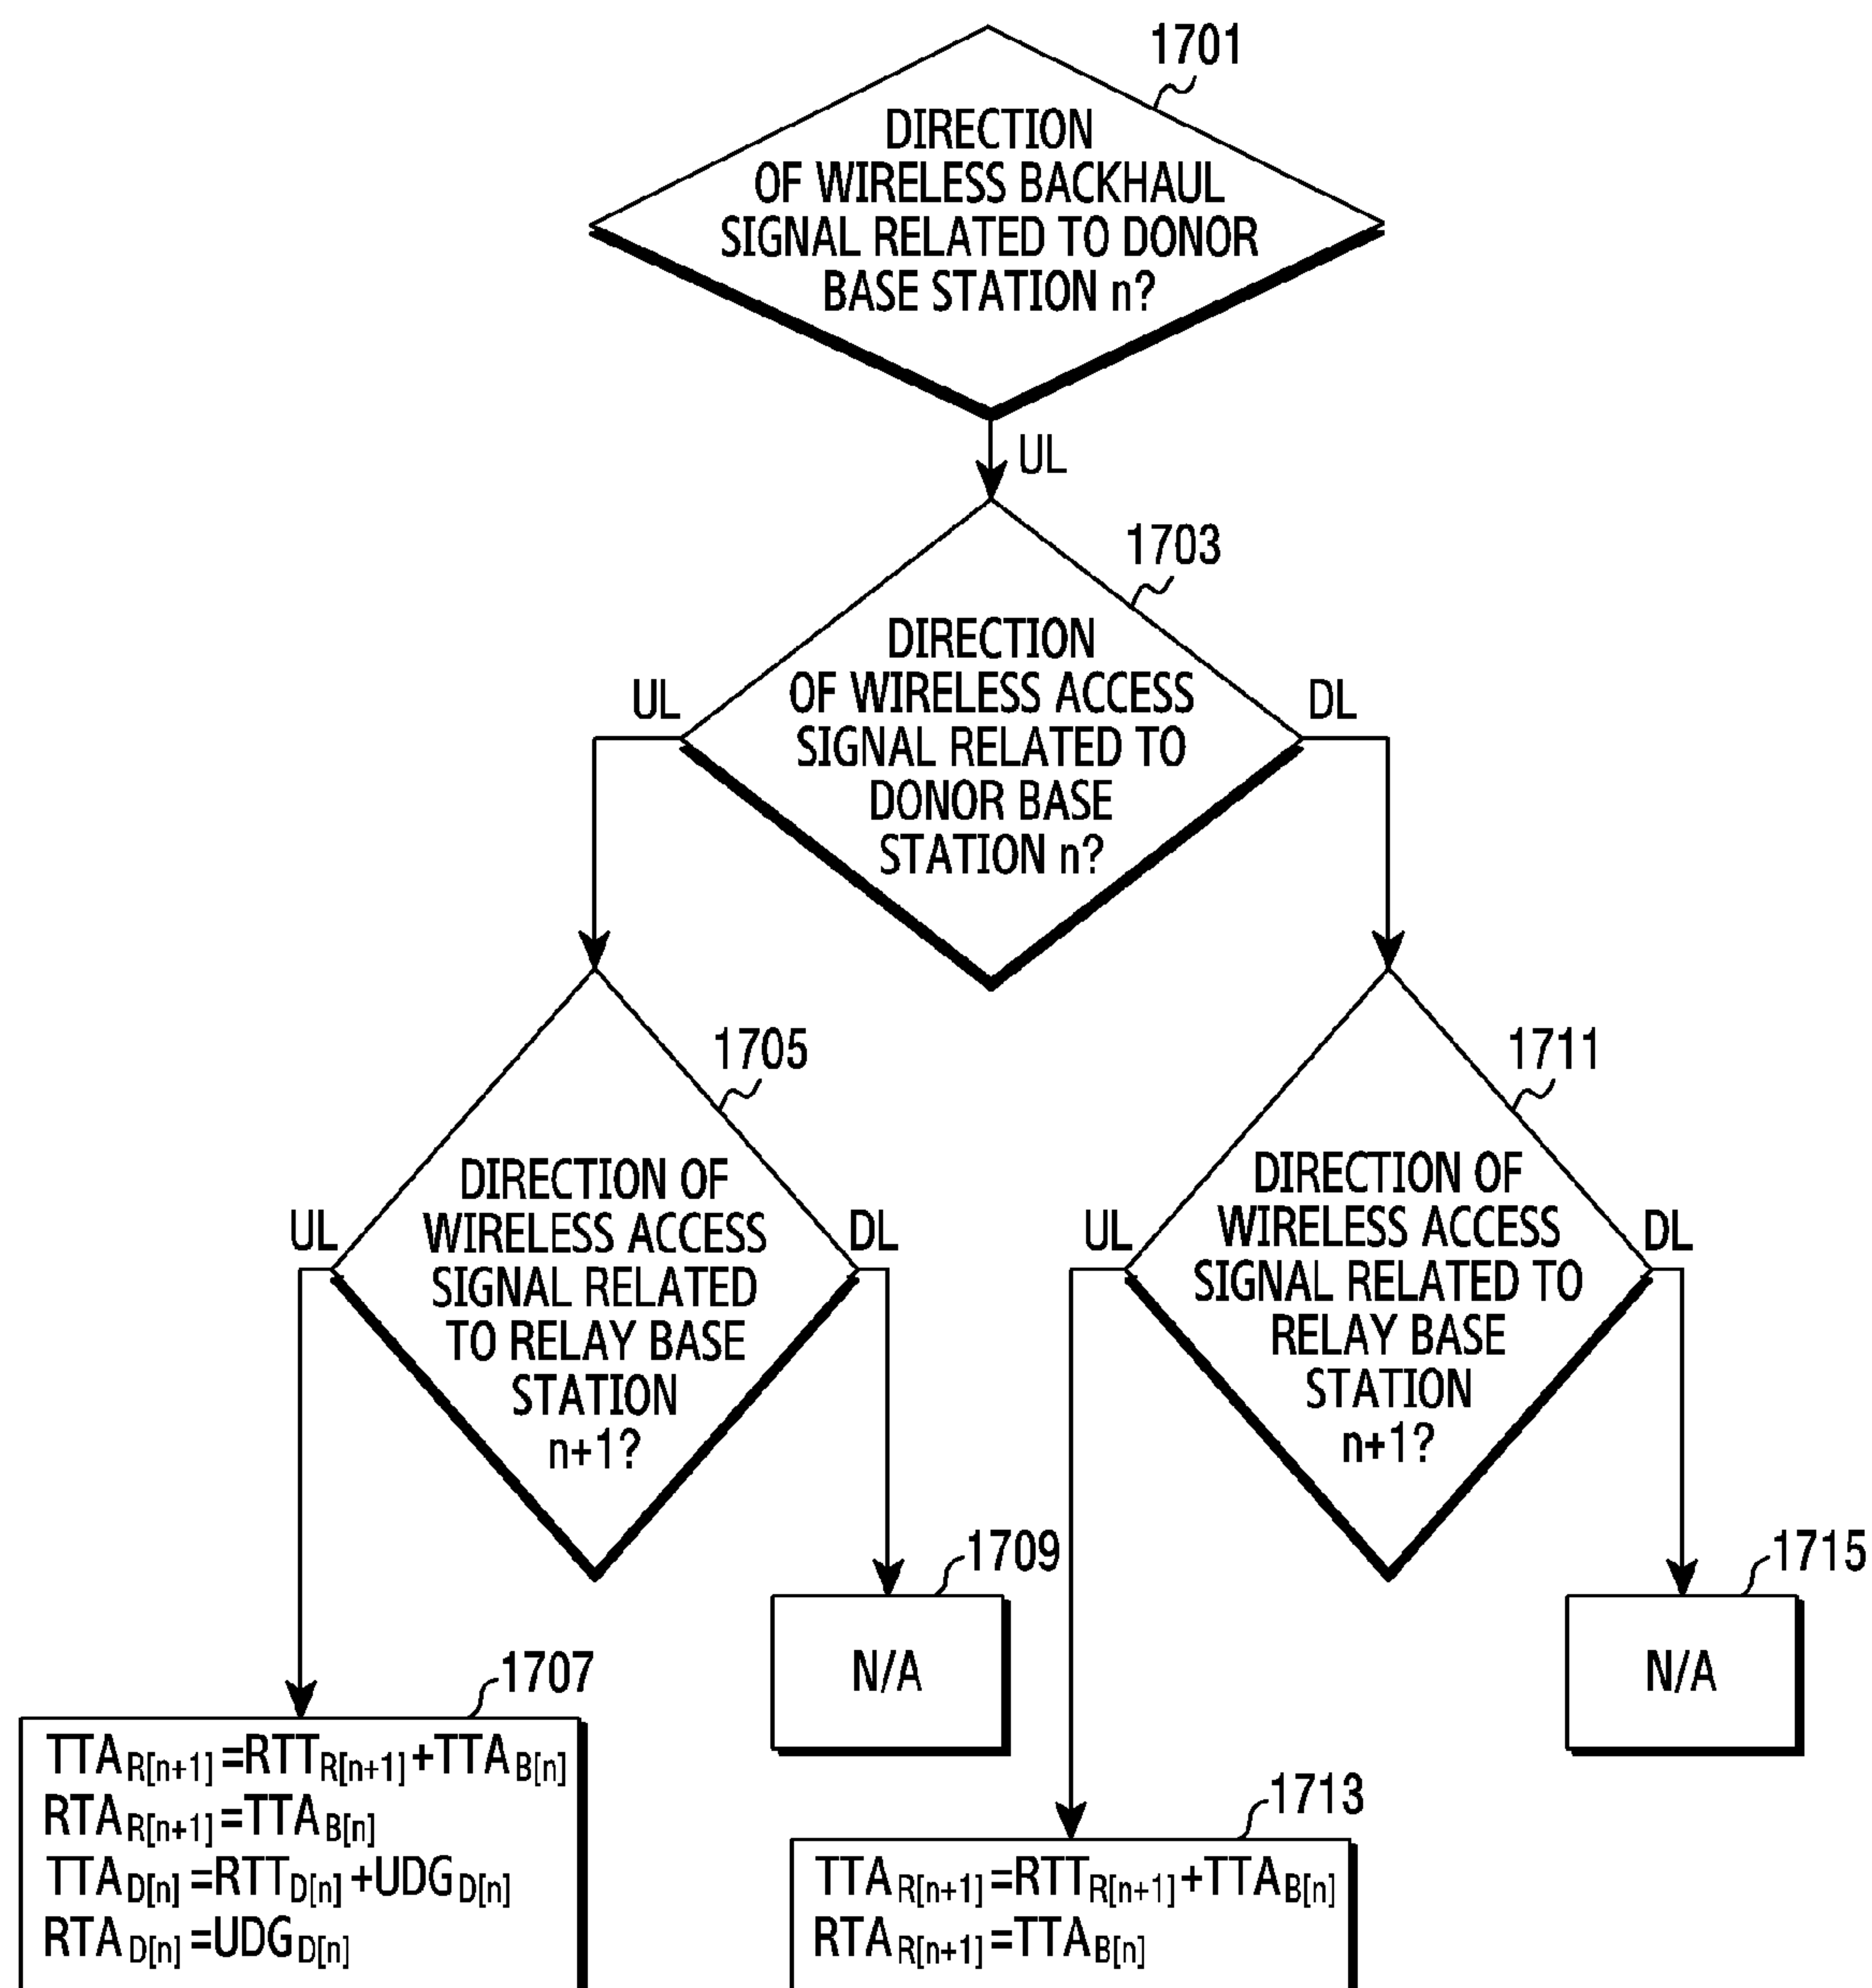 1701
DIRECTION
OF WIRELESS BACKHAUL
SIGNAL RELATED TO DONOR
BASE STATION n?
UL
1703
DIRECTION
OF WIRELESS ACCESS
SIGNAL RELATED TO
DONOR BASE
STATION n?
UL
DL
1705
DIRECTION OF
WIRELESS ACCESS
SIGNAL RELATED
TO RELAY BASE
STATION
n+1?
UL
DL
1711
DIRECTION OF
WIRELESS ACCESS
SIGNAL RELATED TO
RELAY BASE
STATION
n+1?
UL
DL
1709
N/A
1715
N/A
1707
TTA R[n+1] =RTT R[n+1] +TTA B[n]
RTA R[n+1] =TTA B[n]
TTA D[n] =RTT D[n] +UDG D[n]
RTA D[n] =UDG D[n]
1713
TTA R[n+1] =RTT R[n+1] +TTA B[n]
RTA R[n+1] =TTA B[n]